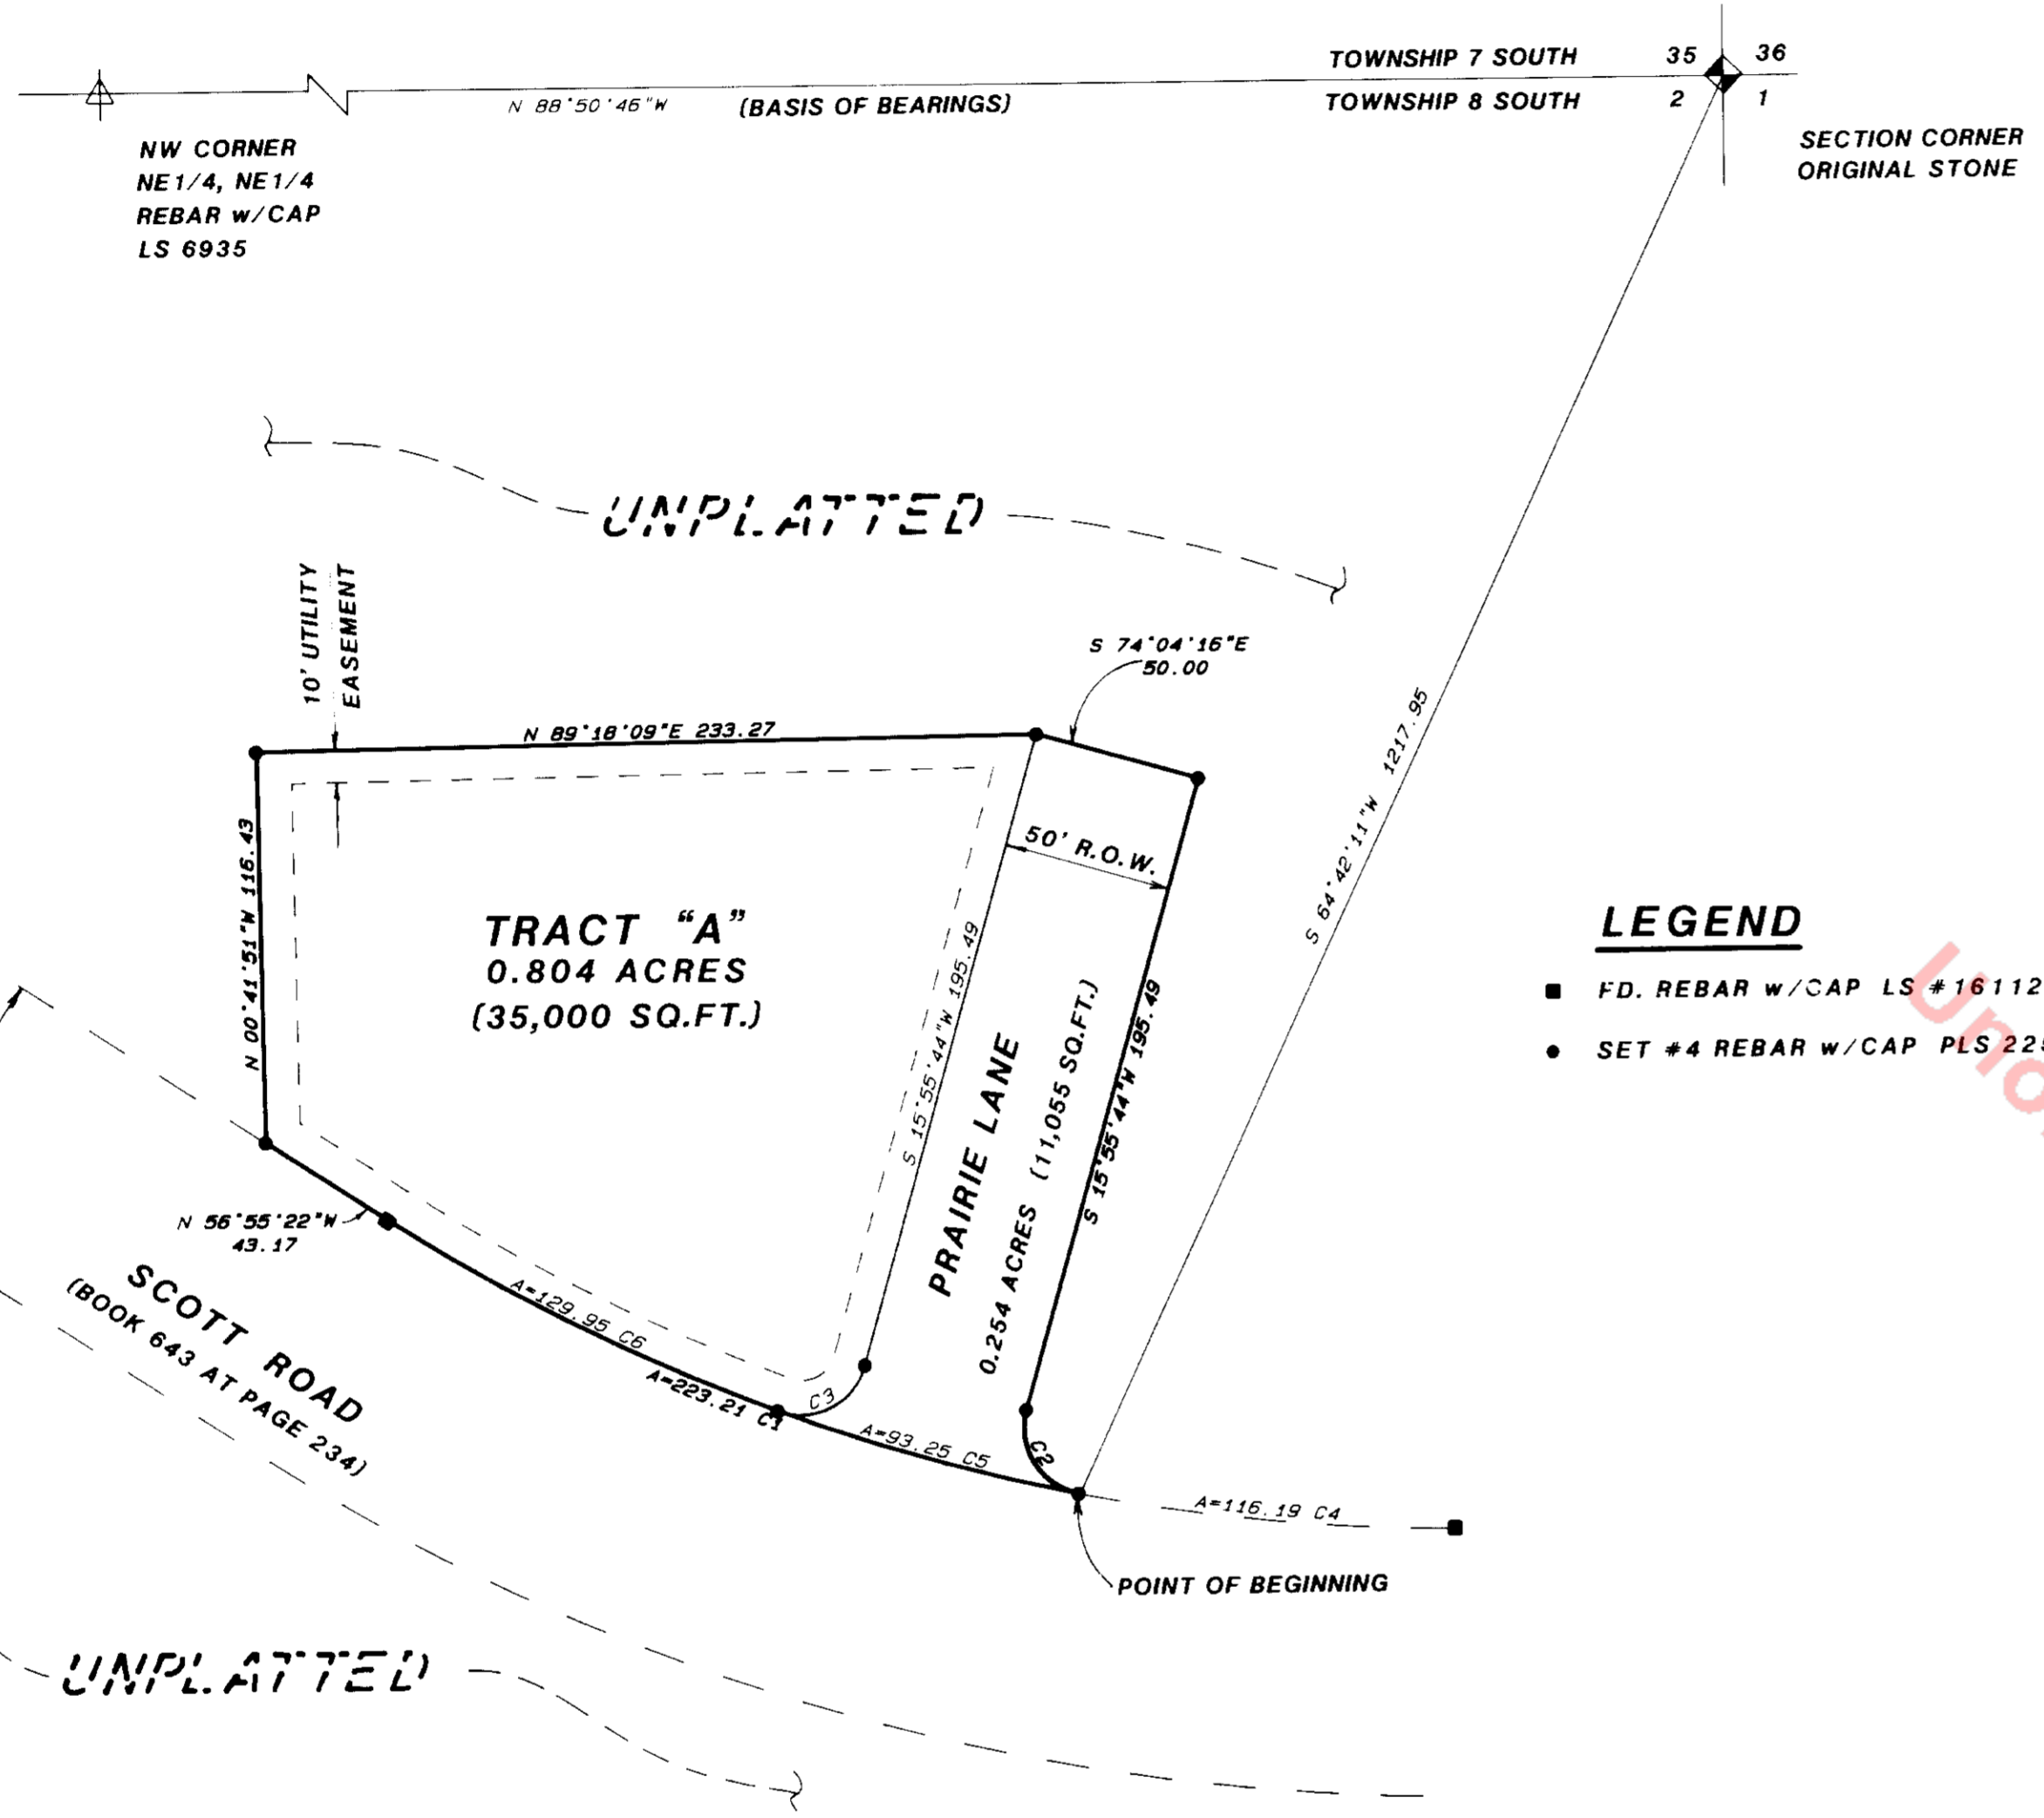 TOWNSHIP 7 SOUTH 35 36
N 88°50'46"W (BASIS OF BEARINGS) TOWNSHIP 8 SOUTH 2 1
NW CORNER
NE1/4, NE1/4
REBAR w/CAP
LS 6935
SECTION CORNER
ORIGINAL STONE
UNPLATTED
10' UTILITY
EASEMENT
S 74°04'16"E
50.00
N 89°18'09"E 233.27
S 64°42'11"W 1217.95
50' R.O.W.
N 00°41'51"W 116.43
TRACT "A"
0.804 ACRES
(35,000 SQ.FT.)
S 15°55'44"W 195.49
PRAIRIE LANE
0.254 ACRES (11,055 SQ.FT.)
S 15°55'44"W 195.49
LEGEND
FD. REBAR w/CAP LS #16112
SET #4 REBAR w/CAP PLS
N 56°55'22"W
43.17
SCOTT ROAD
(BOOK 643 AT PAGE 234)
A=129.95 C6
A=223.21 C1
C3
A=93.25 C5
C2
A=116.19 C4
POINT OF BEGINNING
UNPLATTED